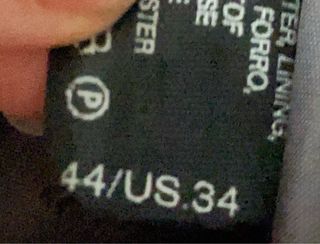 TER LINING,
FORRO,
OF
SE
E
STER
P
44/US.34